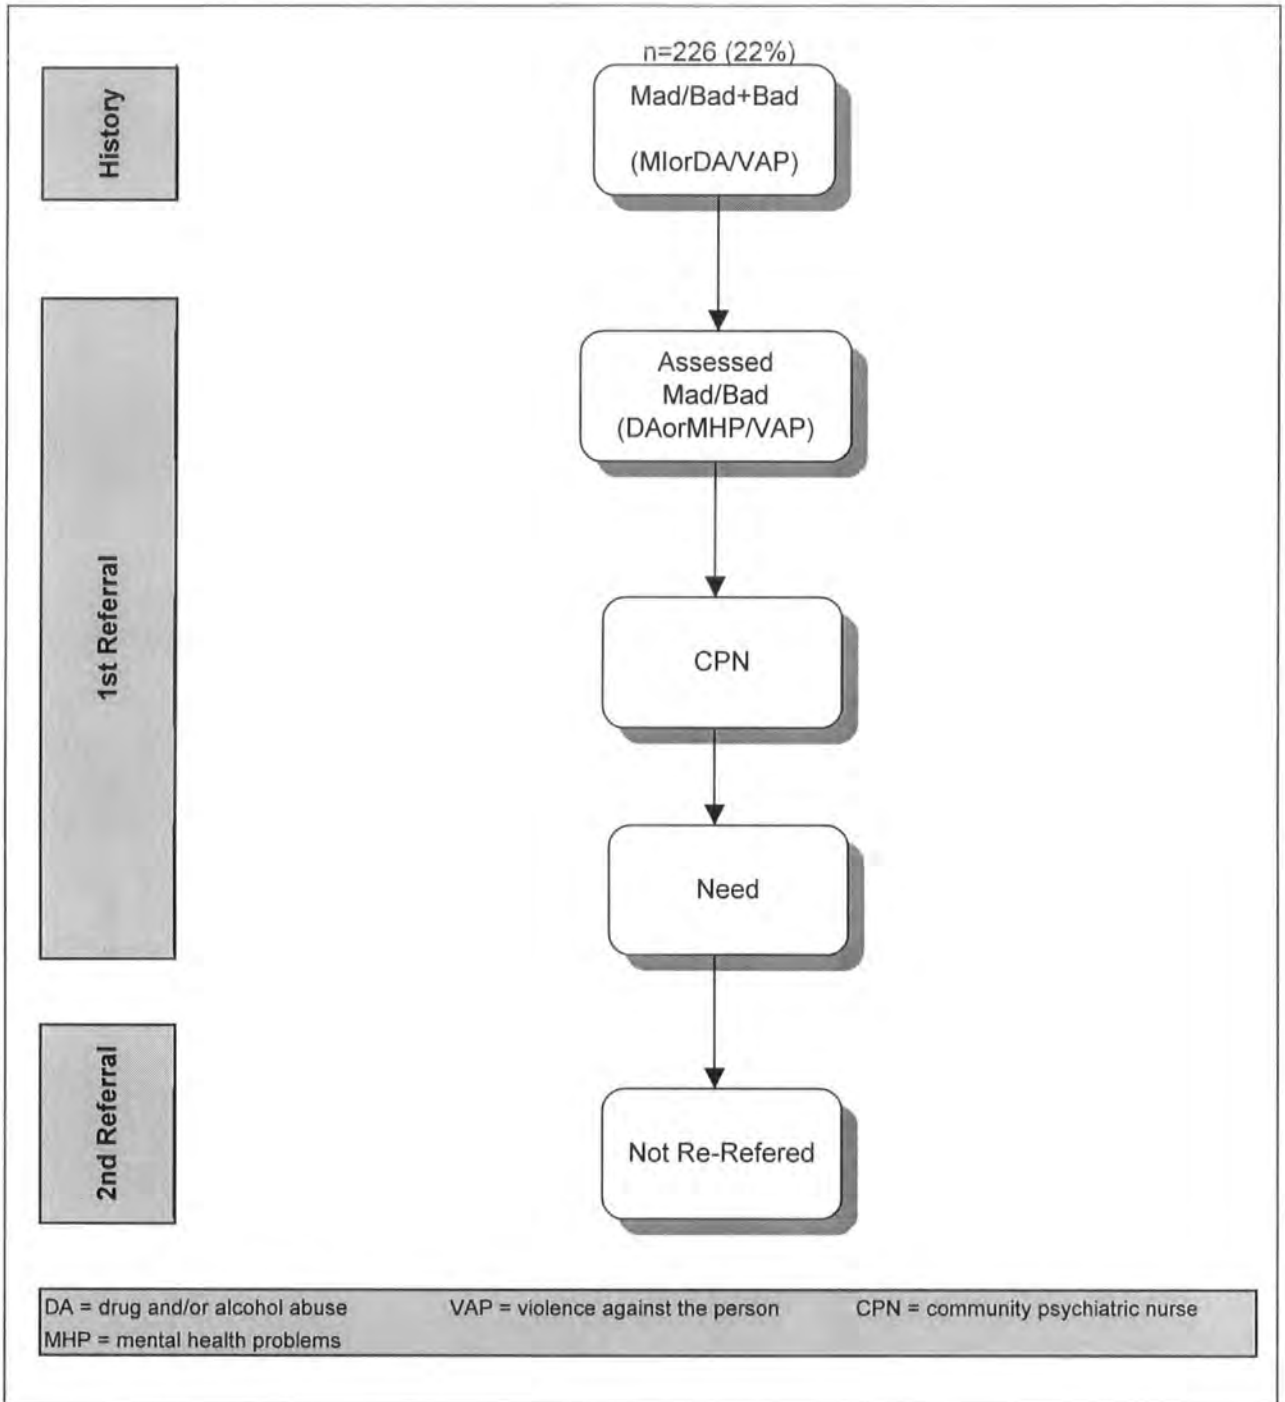 n=226 (22%)
History
Mad/Bad+Bad
(MIorDA/VAP)
1st Referral
Assessed
Mad/Bad
(DAorMHP/VAP)
CPN
Need
2nd Referral
Not Re-Refered
DA = drug and/or alcohol abuse VAP = violence against the person CPN = community psychiatric nurse
MHP = mental health problems